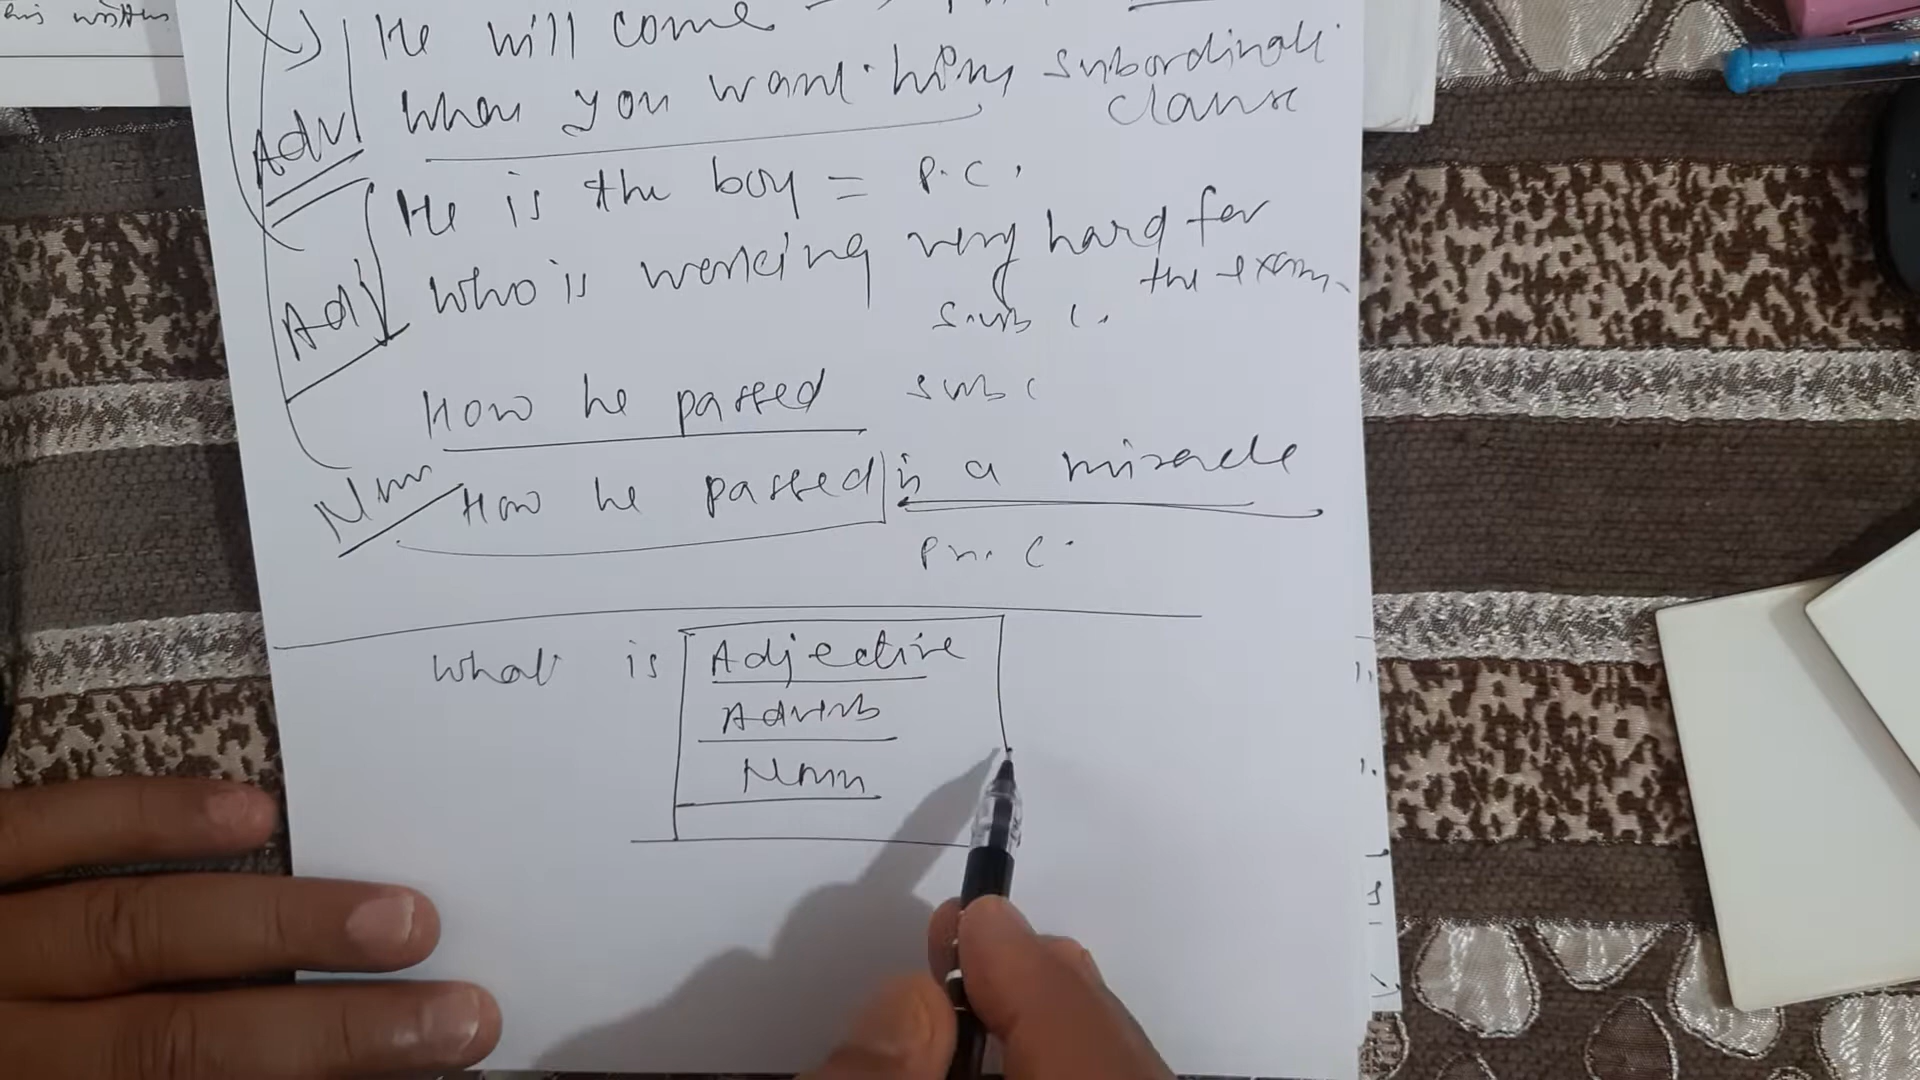 his written
He will come
Adv when you want him subordinate
clause
He is the boy = P.C.
Adj who is working very hard for
the exam.
sub C.
How he passed sub C
Noun How he passed is a miracle
Pr. C.
What is Adjective
Adverb
Noun